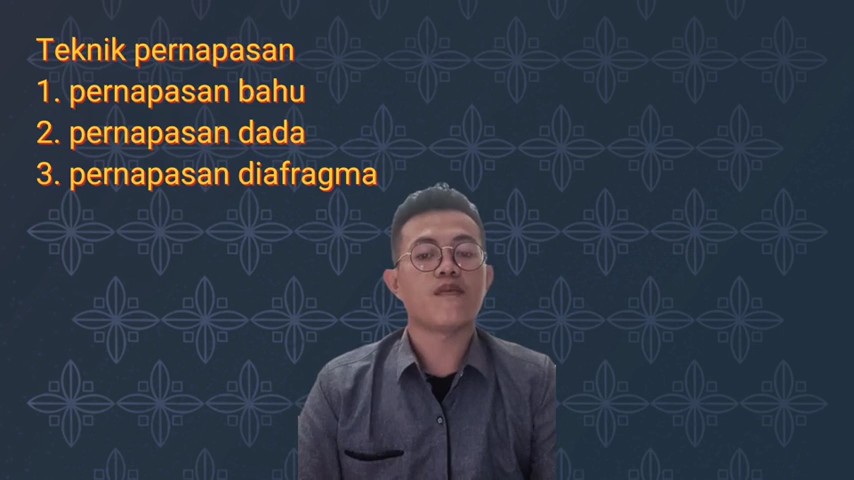 Teknik pernapasan
1. pernapasan bahu
2. pernapasan dada
3. pernapasan diafragma